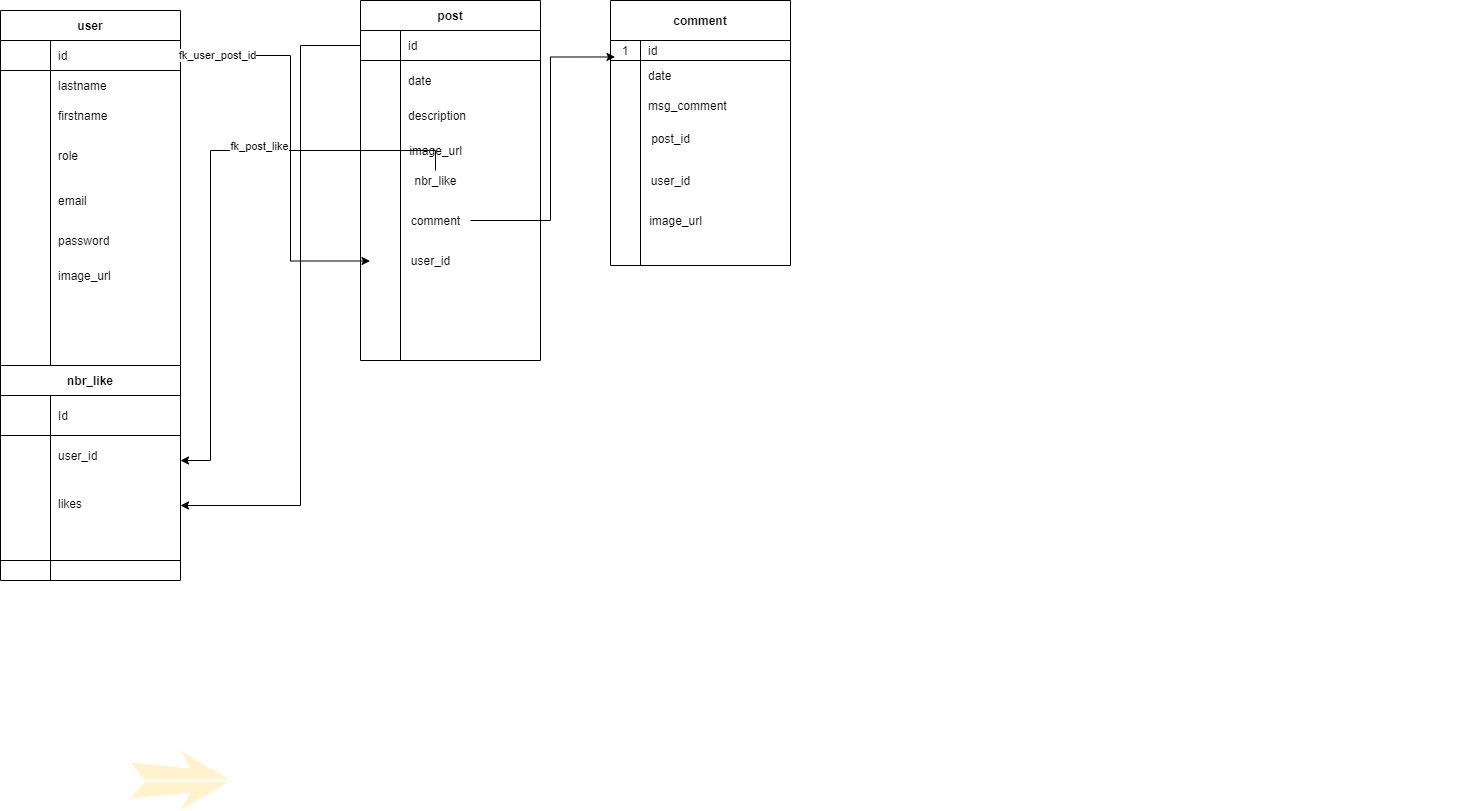 user
id
lastname
firstname
role
email
password
image_url
nbr_like
Id
user_id
likes
fk_user_post_id
fk_post_like
post
id
date
description
image_url
nbr_like
comment
user_id
comment
1 id
date
msg_comment
post_id
user_id
image_url